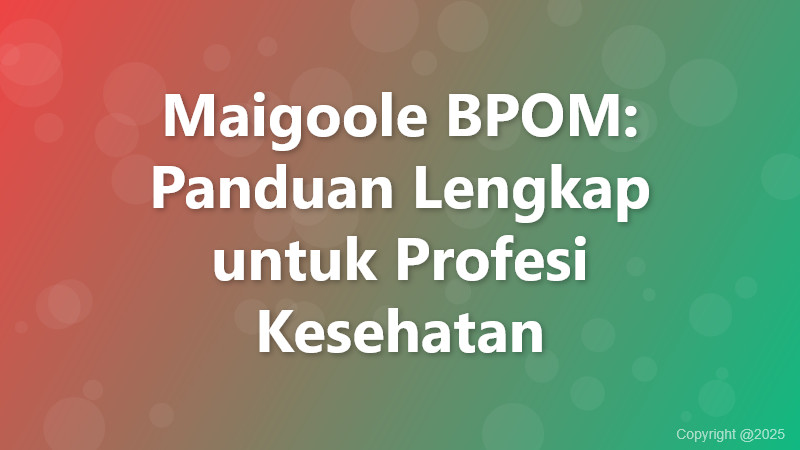 Maigoole BPOM:
Panduan Lengkap
untuk Profesi
Kesehatan
Copyright @2025